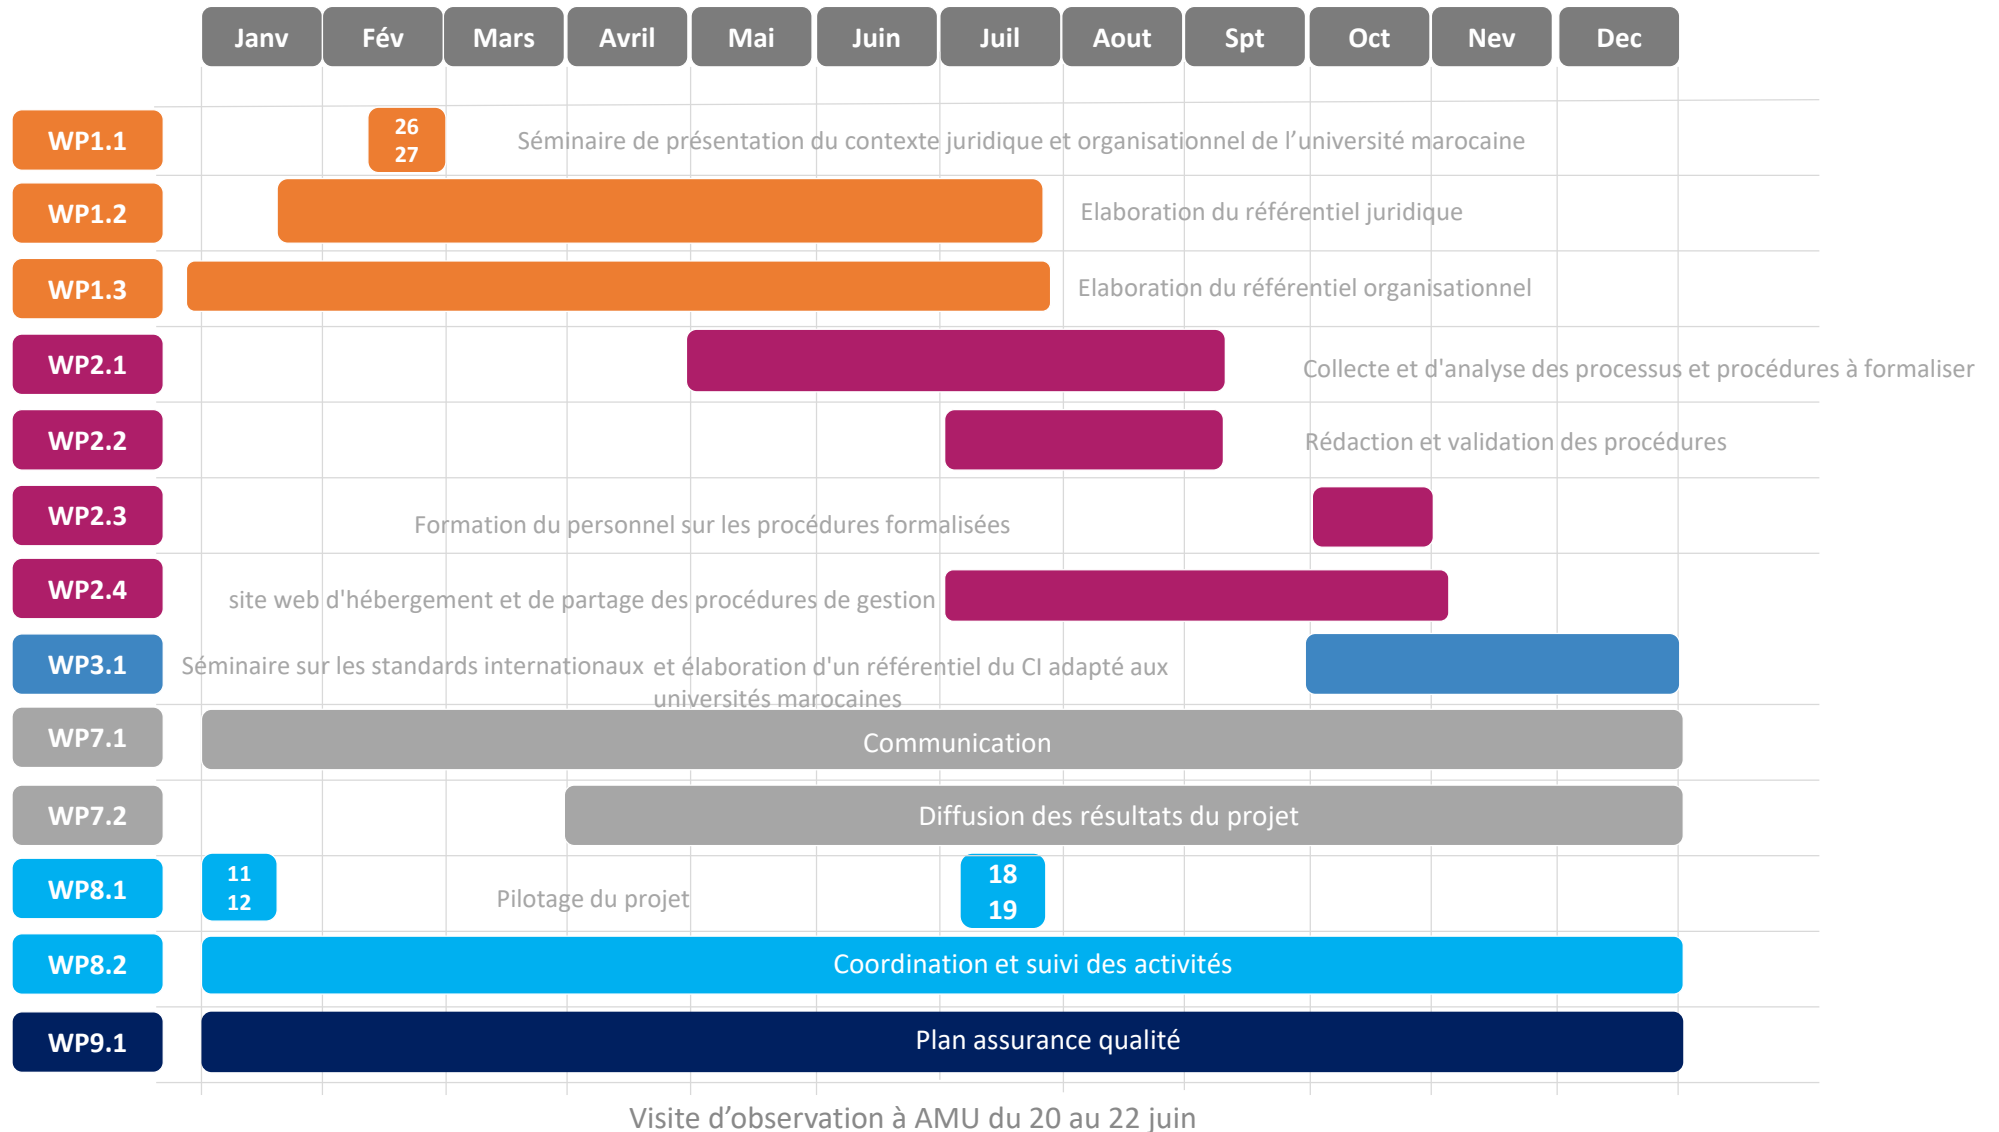 Janv Fév Mars Avril Mai Juin Juil Aout Spt Oct Nev Dec
WP1.1
26
27
Séminaire de présentation du contexte juridique et organisationnel de l’université marocaine
WP1.2
Elaboration du référentiel juridique
WP1.3
Elaboration du référentiel organisationnel
WP2.1
Collecte et d'analyse des processus et procédures à formaliser
WP2.2
Rédaction et validation des procédures
WP2.3
Formation du personnel sur les procédures formalisées
WP2.4
site web d'hébergement et de partage des procédures de gestion
WP3.1
Séminaire sur les standards internaux et élaboration d'un référentiel du CI adapté aux
universités marocaines
WP7.1
Communication
WP7.2
Diffusion des résultats du projet
WP8.1
11
12
Pilotage du projet
18
19
WP8.2
Coordination et suivi des activités
WP9.1
Plan assurance qualité
Visite d’observation à AMU du 20 au 22 juin